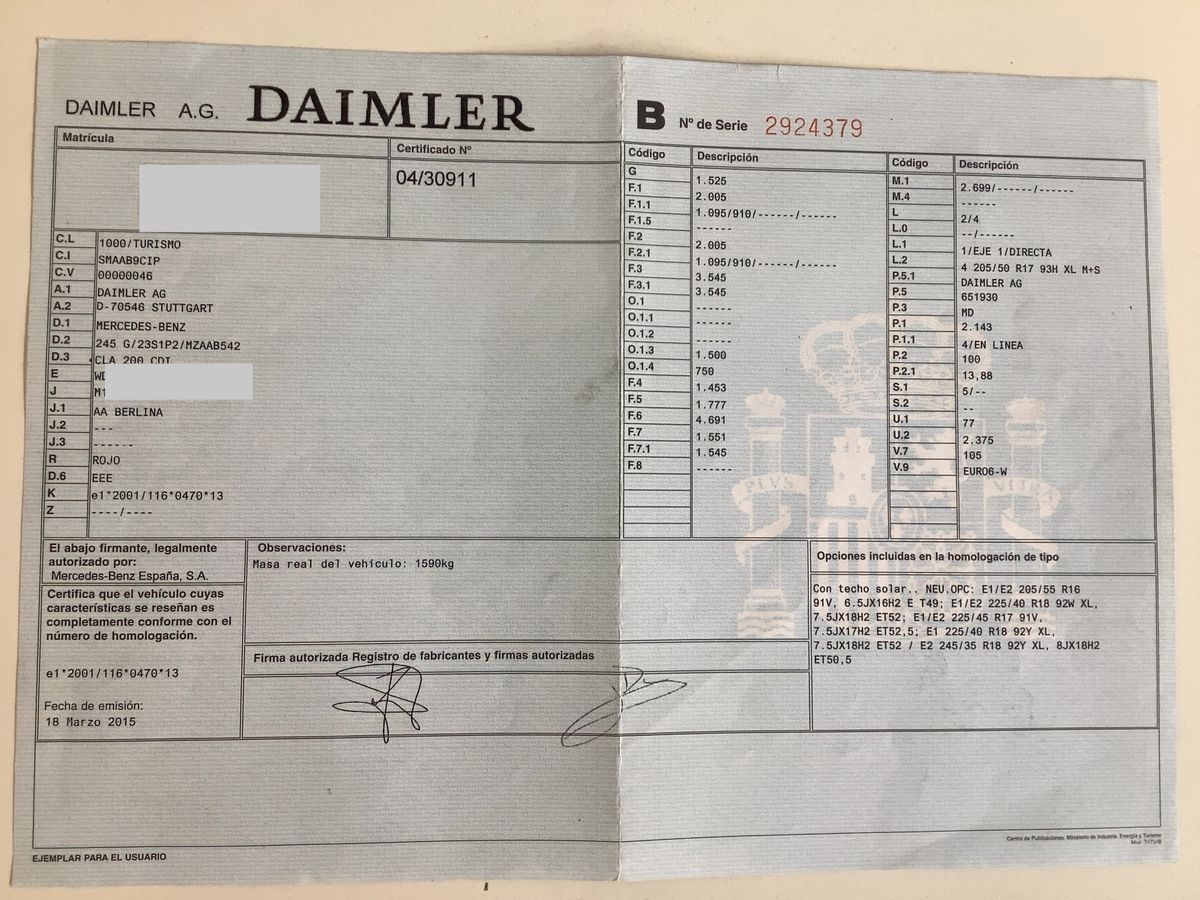 DAIMLER A.G. DAIMLER
Matrícula
Certificado Nº
04/30911
C.L 1000/TURISMO
C.I SMAAB9CIP
C.V 00000046
A.1 DAIMLER AG
A.2 D-70546 STUTTGART
D.1 MERCEDES-BENZ
D.2 245 G/23S1P2/MZAAB542
D.3 CLA 200 CDI
E
J M1
J.1 AA BERLINA
J.2 ---
J.3 ------
R ROJO
D.6 EEE
K e1*2001/116*0470*13
Z ----/----
El abajo firmante, legalmente
autorizado por:
Mercedes-Benz España, S.A.
Certifica que el vehículo cuyas
características se reseñan es
completamente conforme con el
número de homologación.
e1*2001/116*0470*13
Fecha de emisión:
18 Marzo 2015
Observaciones:
Masa real del vehículo: 1590kg
Firma autorizada Registro de fabricantes y firmas autorizadas
EJEMPLAR PARA EL USUARIO
B Nº de Serie 2924379
Código Descripción
G 1.525
F.1 2.005
F.1.1 1.095/910/------/------
F.1.5 ------
F.2 2.005
F.2.1 1.095/910/------/------
F.3 3.545
F.3.1 3.545
O.1 ------
O.1.1 ------
O.1.2 ------
O.1.3 1.500
O.1.4 750
F.4 1.453
F.5 1.777
F.6 4.691
F.7 1.551
F.7.1 1.545
F.8 ------
Código Descripción
M.1 2.699/------/------
M.4 ------
L 2/4
L.0 --/------
L.1 1/EJE 1/DIRECTA
L.2 4 205/50 R17 93H XL M+S
P.5.1 DAIMLER AG
P.5 651930
P.3 MD
P.1 2.143
P.1.1 4/EN LINEA
P.2 100
P.2.1 13,88
S.1 5/--
S.2 --
U.1 77
U.2 2.375
V.7 105
V.9 EURO6-W
PLVS VLTRA
Opciones incluidas en la homologación de tipo
Con techo solar.. NEU.OPC: E1/E2 205/55 R16
91V, 6.5JX16H2 E T49; E1/E2 225/40 R18 92W XL,
7.5JX18H2 ET52; E1/E2 225/45 R17 91V,
7.5JX17H2 ET52,5; E1 225/40 R18 92Y XL,
7.5JX18H2 ET52 / E2 245/35 R18 92Y XL, 8JX18H2
ET50,5
Centro de Publicaciones. Ministerio de Industria, Energía y Turismo